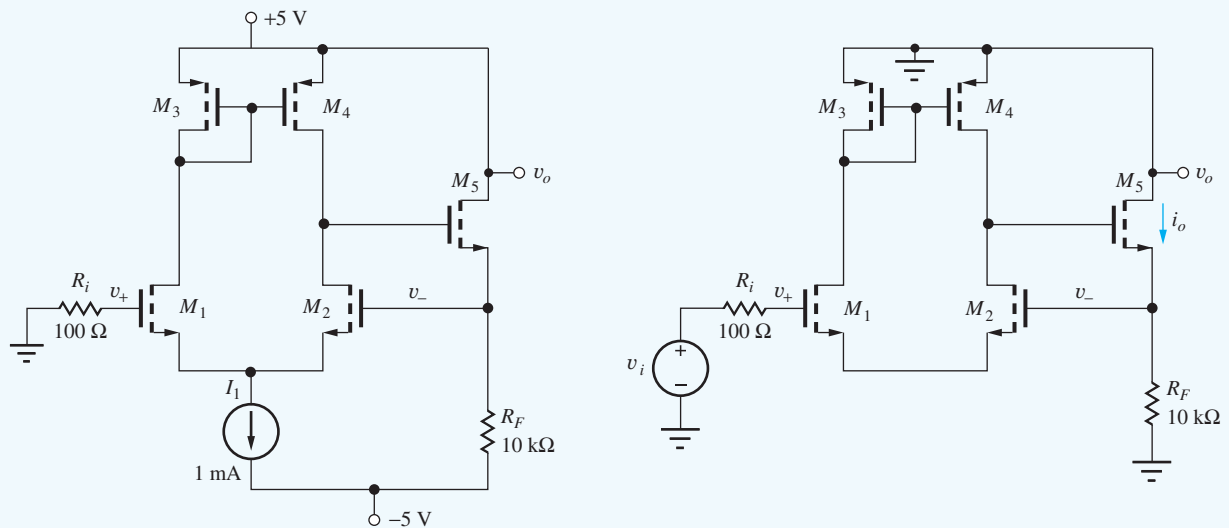 +5 V
M3
M4
M5
vo
Ri
v+
100 Ω
M1
M2
v−
I1
1 mA
RF
10 kΩ
−5 V
M3
M4
M5
vo
io
Ri
v+
100 Ω
M1
M2
v−
vi
+
−
RF
10 kΩ